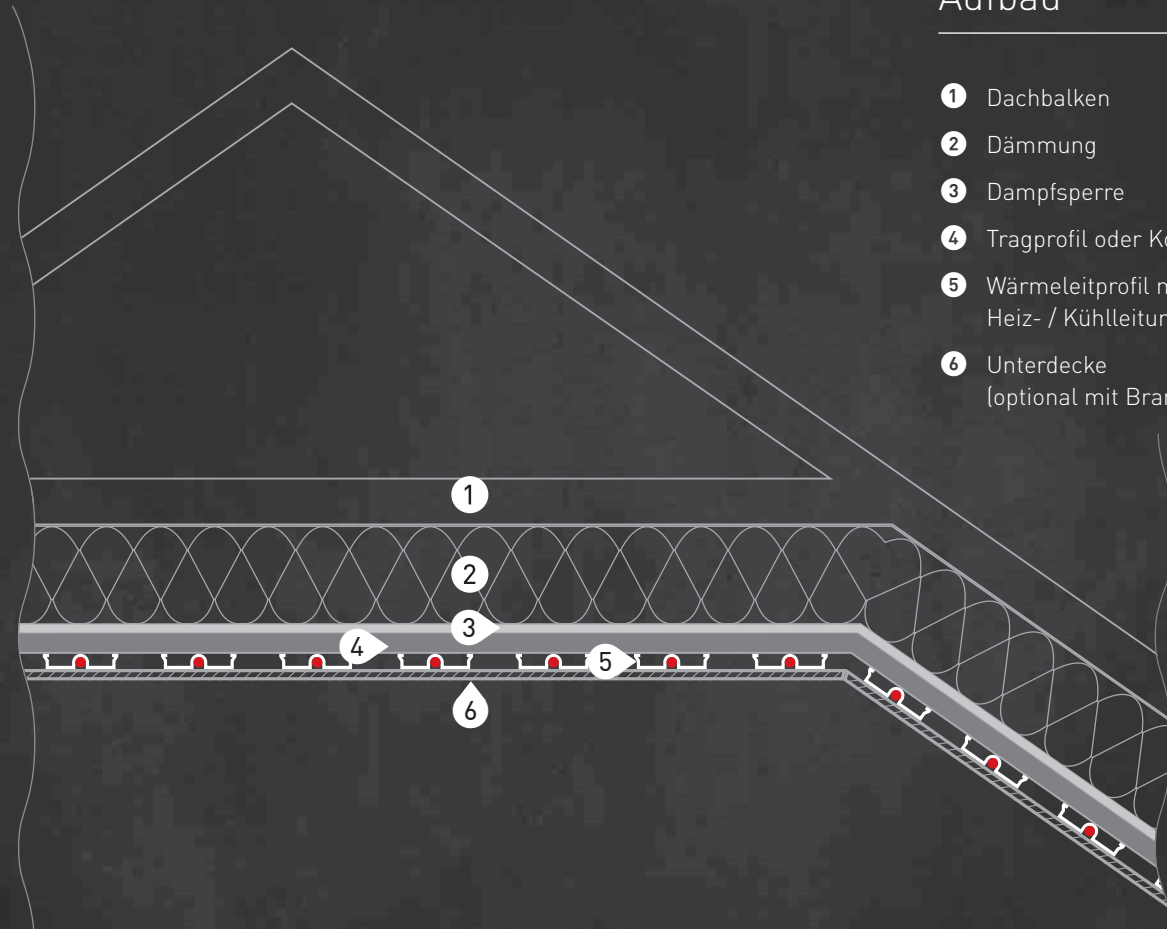 Aufbau
1 Dachbalken
2 Dämmung
3 Dampfsperre
4 Tragprofil oder
5 Wärmeleitprofil
Heiz- / 
6 Unterdecke
(optional mit
1
2
3
4
5
6